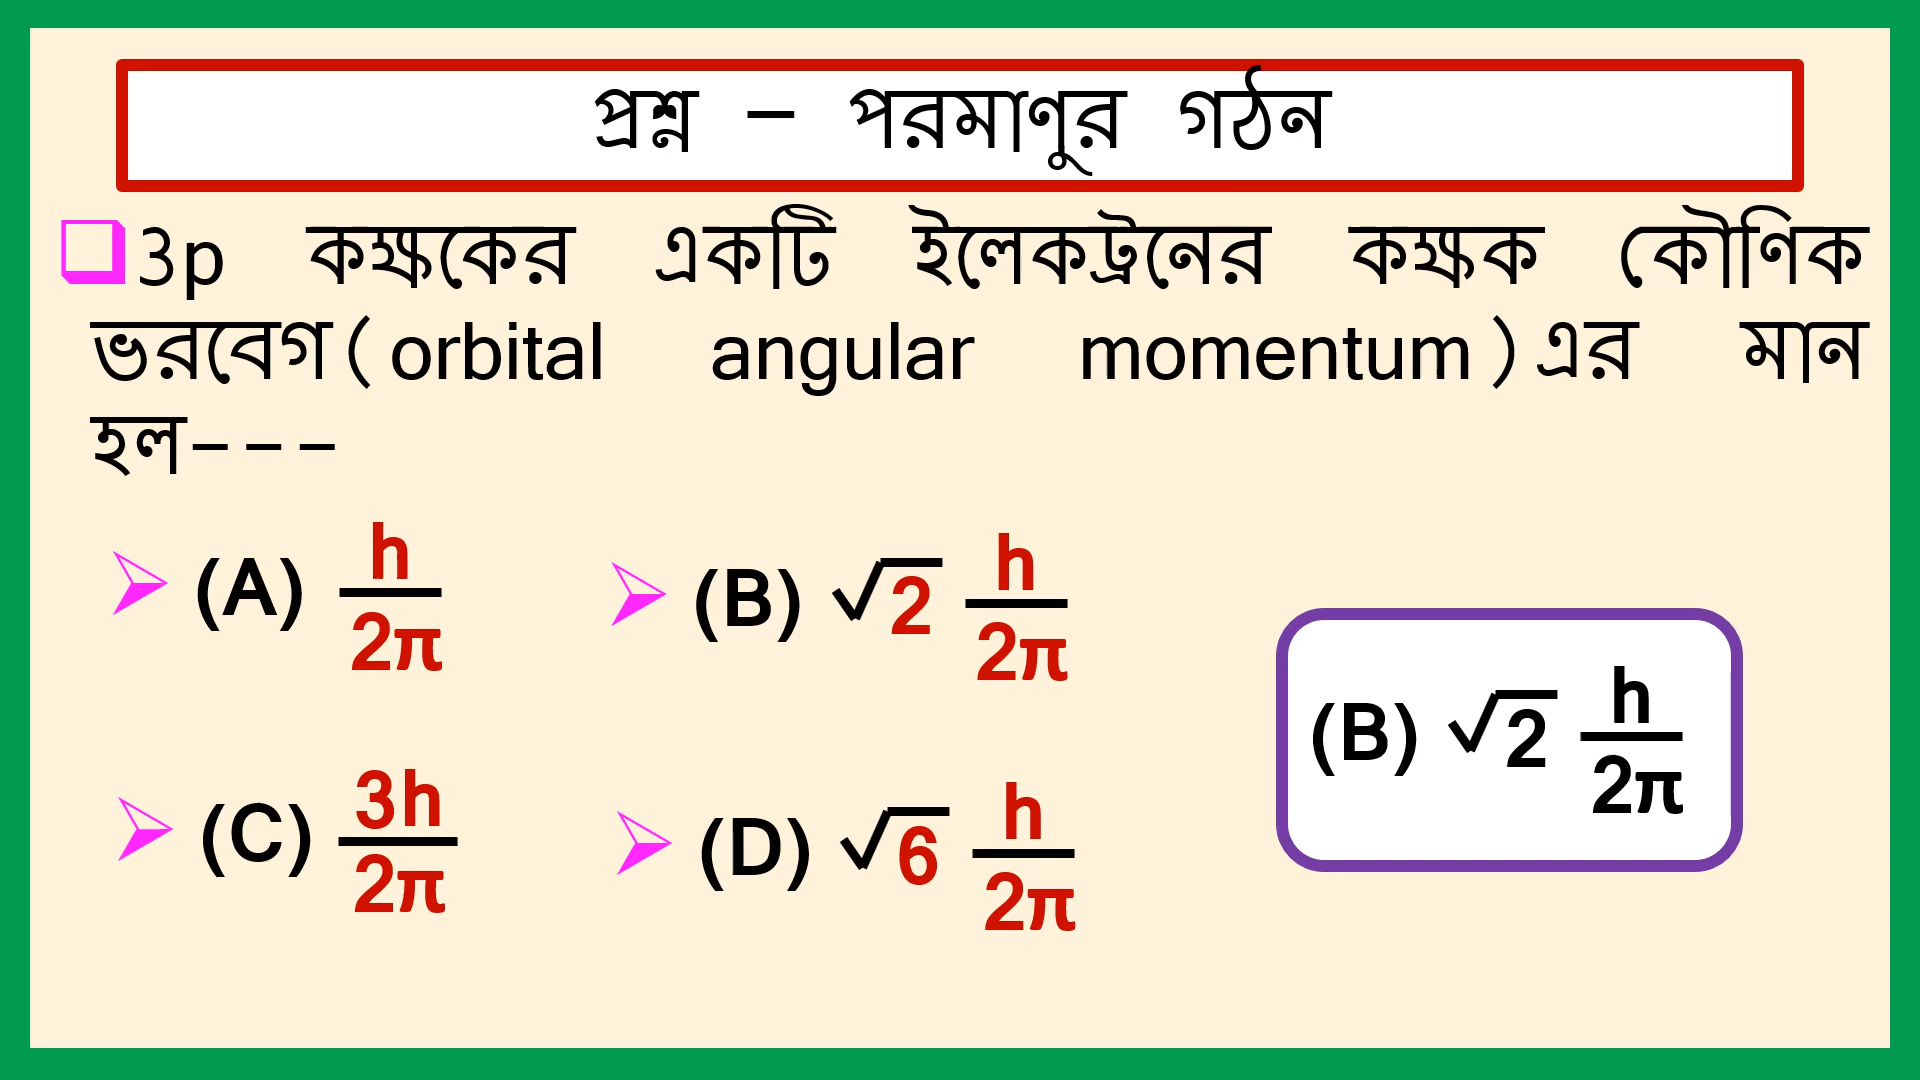 প্রশ্ন – পরমাণুর গঠন
3p কক্ষকের একটি ইলেকট্রনের কক্ষক কৌণিক
ভরবেগ(orbital angular momentum)এর মান
হল---
(A) h/2π (B) √2 h/2π
(B) √2 h/2π
(C) 3h/2π (D) √6 h/2π